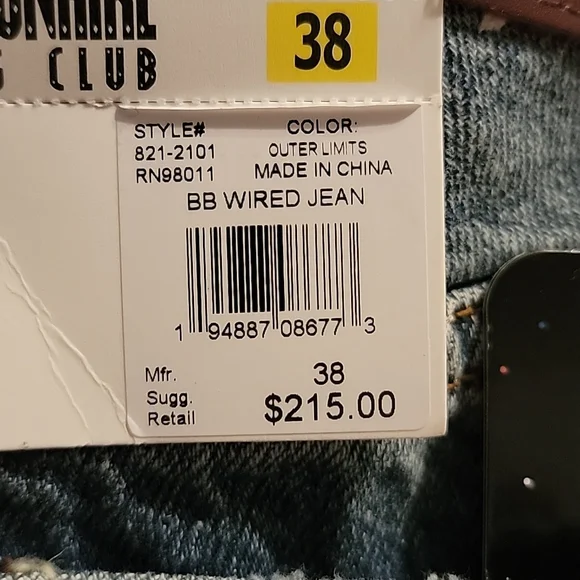 38
CLUB
STYLE# COLOR:
821-2101 OUTER LIMITS
RN98011 MADE IN CHINA
BB WIRED JEAN
1 94887 08677 3
Mfr. 38
Sugg.
Retail $215.00